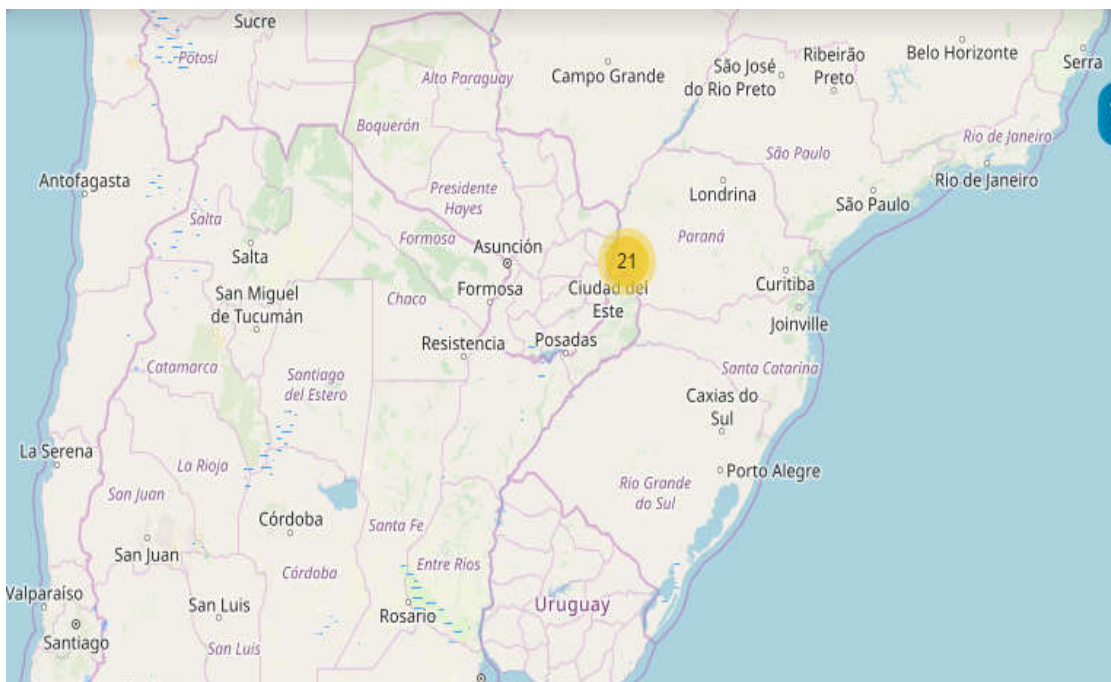 Sucre
Potosí
Alto Paraguay
Campo Grande
São José
do Rio Preto
Ribeirão
Preto
Belo Horizonte
Serra
Boquerón
Rio de Janeiro
São Paulo
Antofagasta
Presidente
Hayes
Londrina
Rio de Janeiro
São Paulo
Salta
Formosa
Asunción
Paraná
Salta
21
Chaco
Formosa
Ciudad del
Este
Curitiba
San Miguel
de Tucumán
Joinville
Resistencia
Posadas
Catamarca
Santiago
del Estero
Santa Catarina
Caxias do
Sul
La Serena
La Rioja
Porto Alegre
San Juan
Rio Grande
do Sul
Córdoba
Santa Fe
San Juan
Córdoba
Entre Ríos
Valparaíso
San Luis
Rosario
Uruguay
Santiago
San Luis